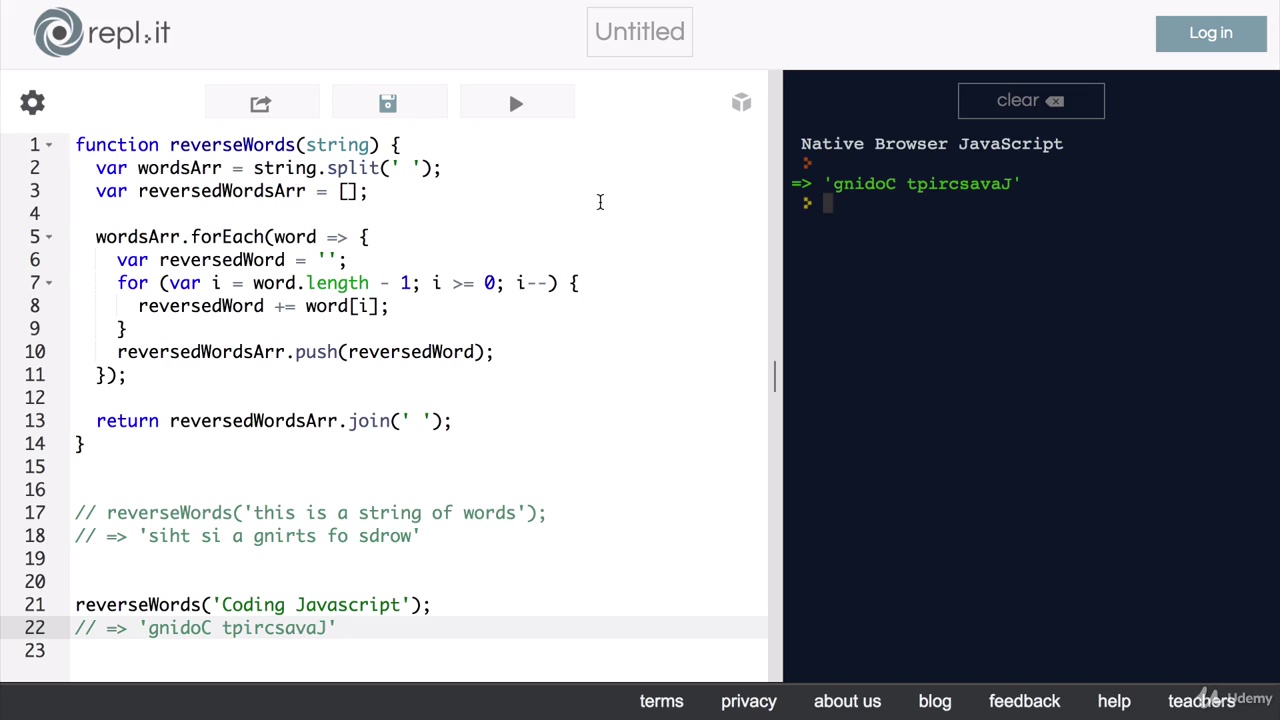 repl.it
Untitled
Log in
clear
1 function reverseWords(string) {
2 var wordsArr = string.split(' ');
3 var reversedWordsArr = [];
4
5 wordsArr.forEach(word => {
6 var reversedWord = '';
7 for (var i = word.length - 1; i >= 0; i--) {
8 reversedWord += word[i];
9 }
10 reversedWordsArr.push(reversedWord);
11 });
12
13 return reversedWordsArr.join(' ');
14 }
15
16
17 // reverseWords('this is a string of words');
18 // => 'siht si a gnirts fo sdrow'
19
20
21 reverseWords('Coding Javascript');
22 // => 'gnidoC tpircsavaJ'
23
Native Browser JavaScript
=> 'gnidoC tpircsavaJ'
terms privacy about us blog feedback help teachers
Udemy